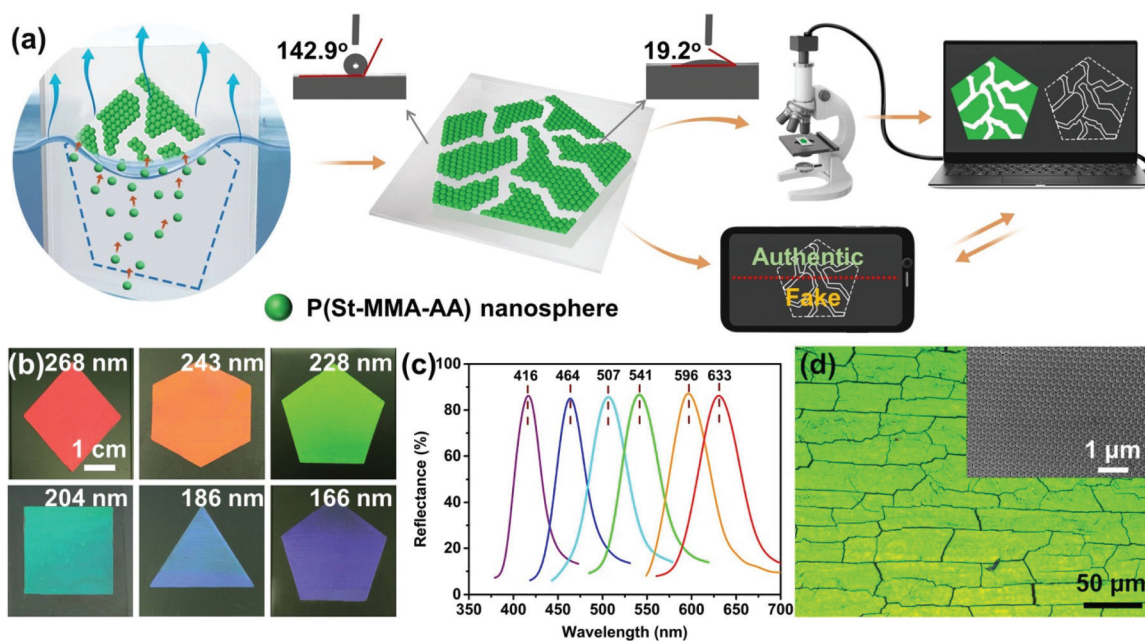 (a)
142.9°
19.2°
Authentic
Fake
P(St-MMA-AA) nanosphere
(b)
268 nm
243 nm
228 nm
1 cm
204 nm
186 nm
166 nm
(c)
100
80
60
40
20
0
Reflectance (%)
416
464
507
541
596
633
350 400 450 500 550 600 650 700
Wavelength (nm)
(d)
1 μm
50 μm